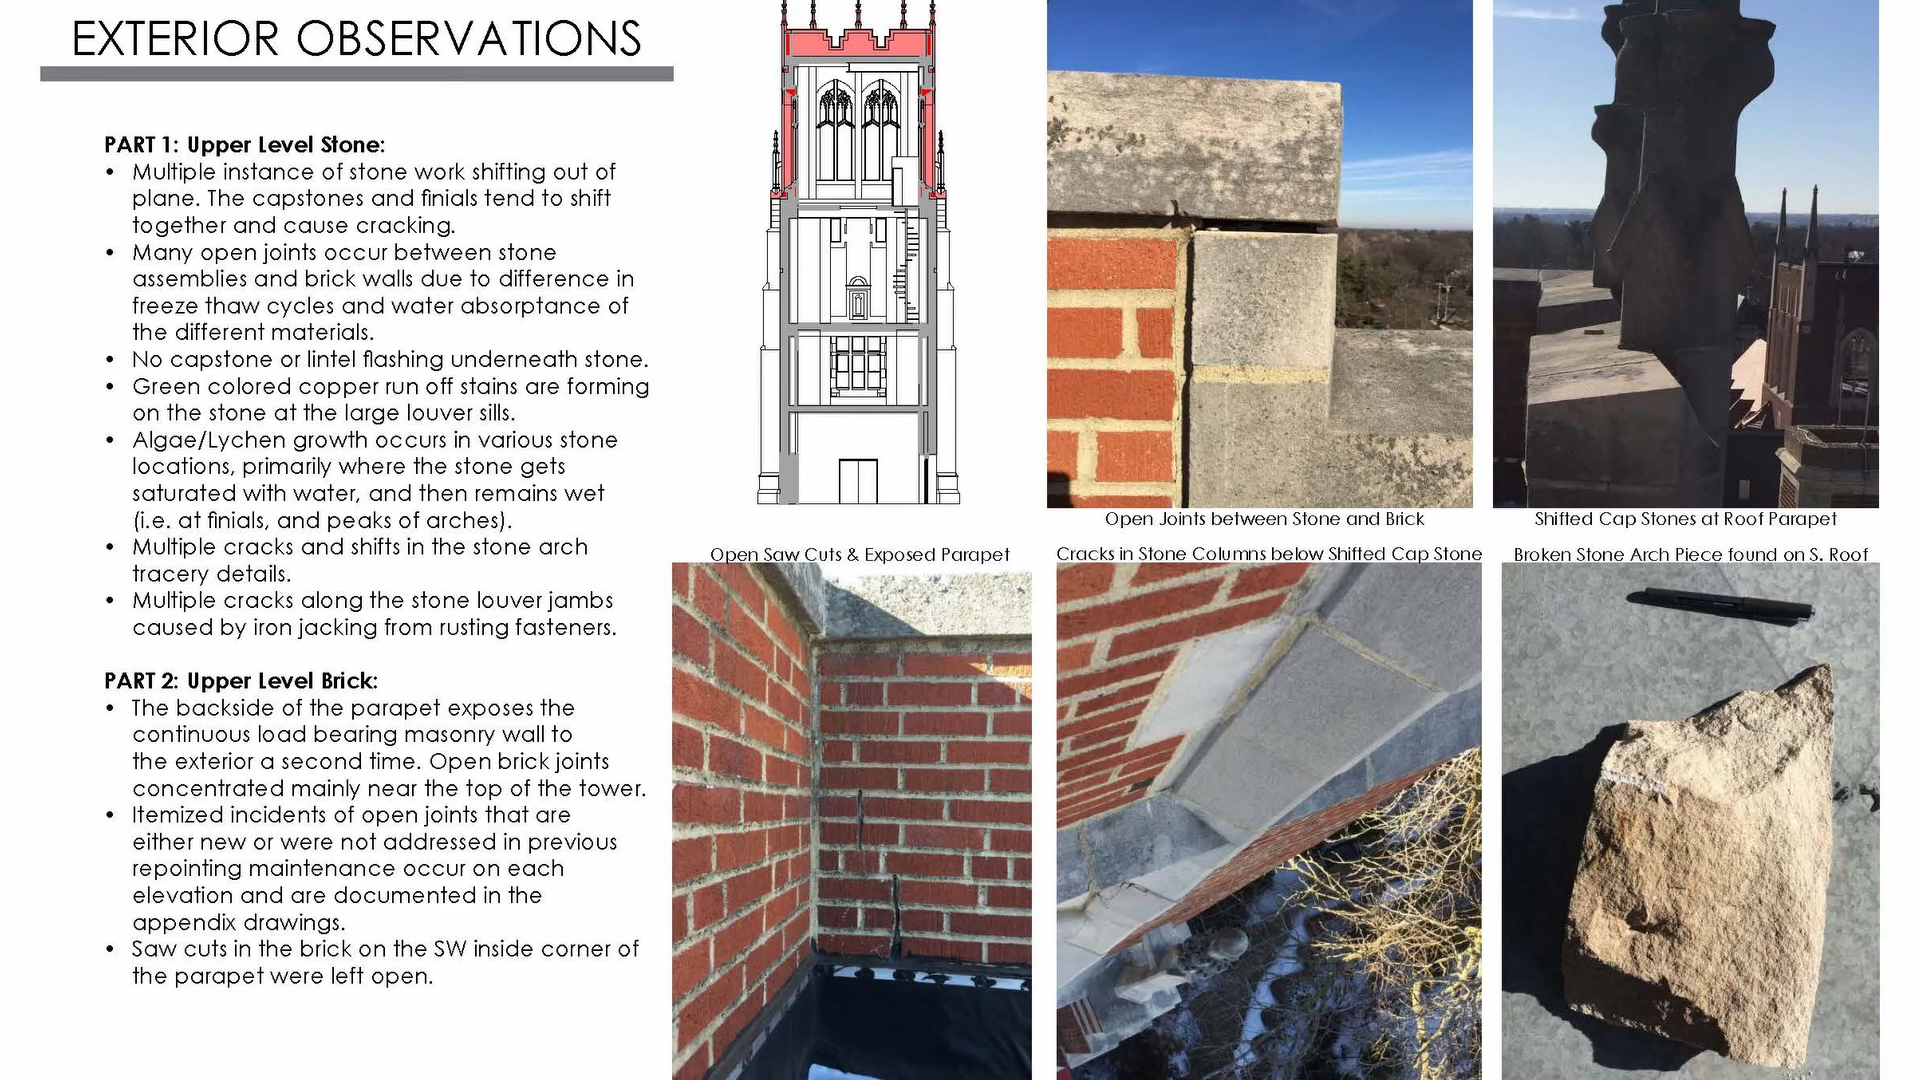 EXTERIOR OBSERVATIONS
PART 1: Upper Level Stone:
• Multiple instance of stone work shifting out of
plane. The capstones and finials tend to shift
together and cause cracking.
• Many open joints occur between stone
assemblies and brick walls due to difference in
freeze thaw cycles and water absorptance of
the different materials.
• No capstone or lintel flashing underneath stone.
• Green colored copper run off stains are forming
on the stone at the large louver sills.
• Algae/Lychen growth occurs in various stone
locations, primarily where the stone gets
saturated with water, and then remains wet
(i.e. at finials, and peaks of arches).
• Multiple cracks and shifts in the stone arch
tracery details.
• Multiple cracks along the stone louver jambs
caused by iron jacking from rusting fasteners.
PART 2: Upper Level Brick:
• The backside of the parapet exposes the
continuous load bearing masonry wall to
the exterior a second time. Open brick joints
concentrated mainly near the top of the tower.
• Itemized incidents of open joints that are
either new or were not addressed in previous
repointing maintenance occur on each
elevation and are documented in the
appendix drawings.
• Saw cuts in the brick on the SW inside corner of
the parapet were left open.
Open Joints between Stone and Brick
Shifted Cap Stones at Roof Parapet
Open Saw Cuts & Exposed Parapet
Cracks in Stone Columns below Shifted Cap Stone
Broken Stone Arch Piece found on S. Roof